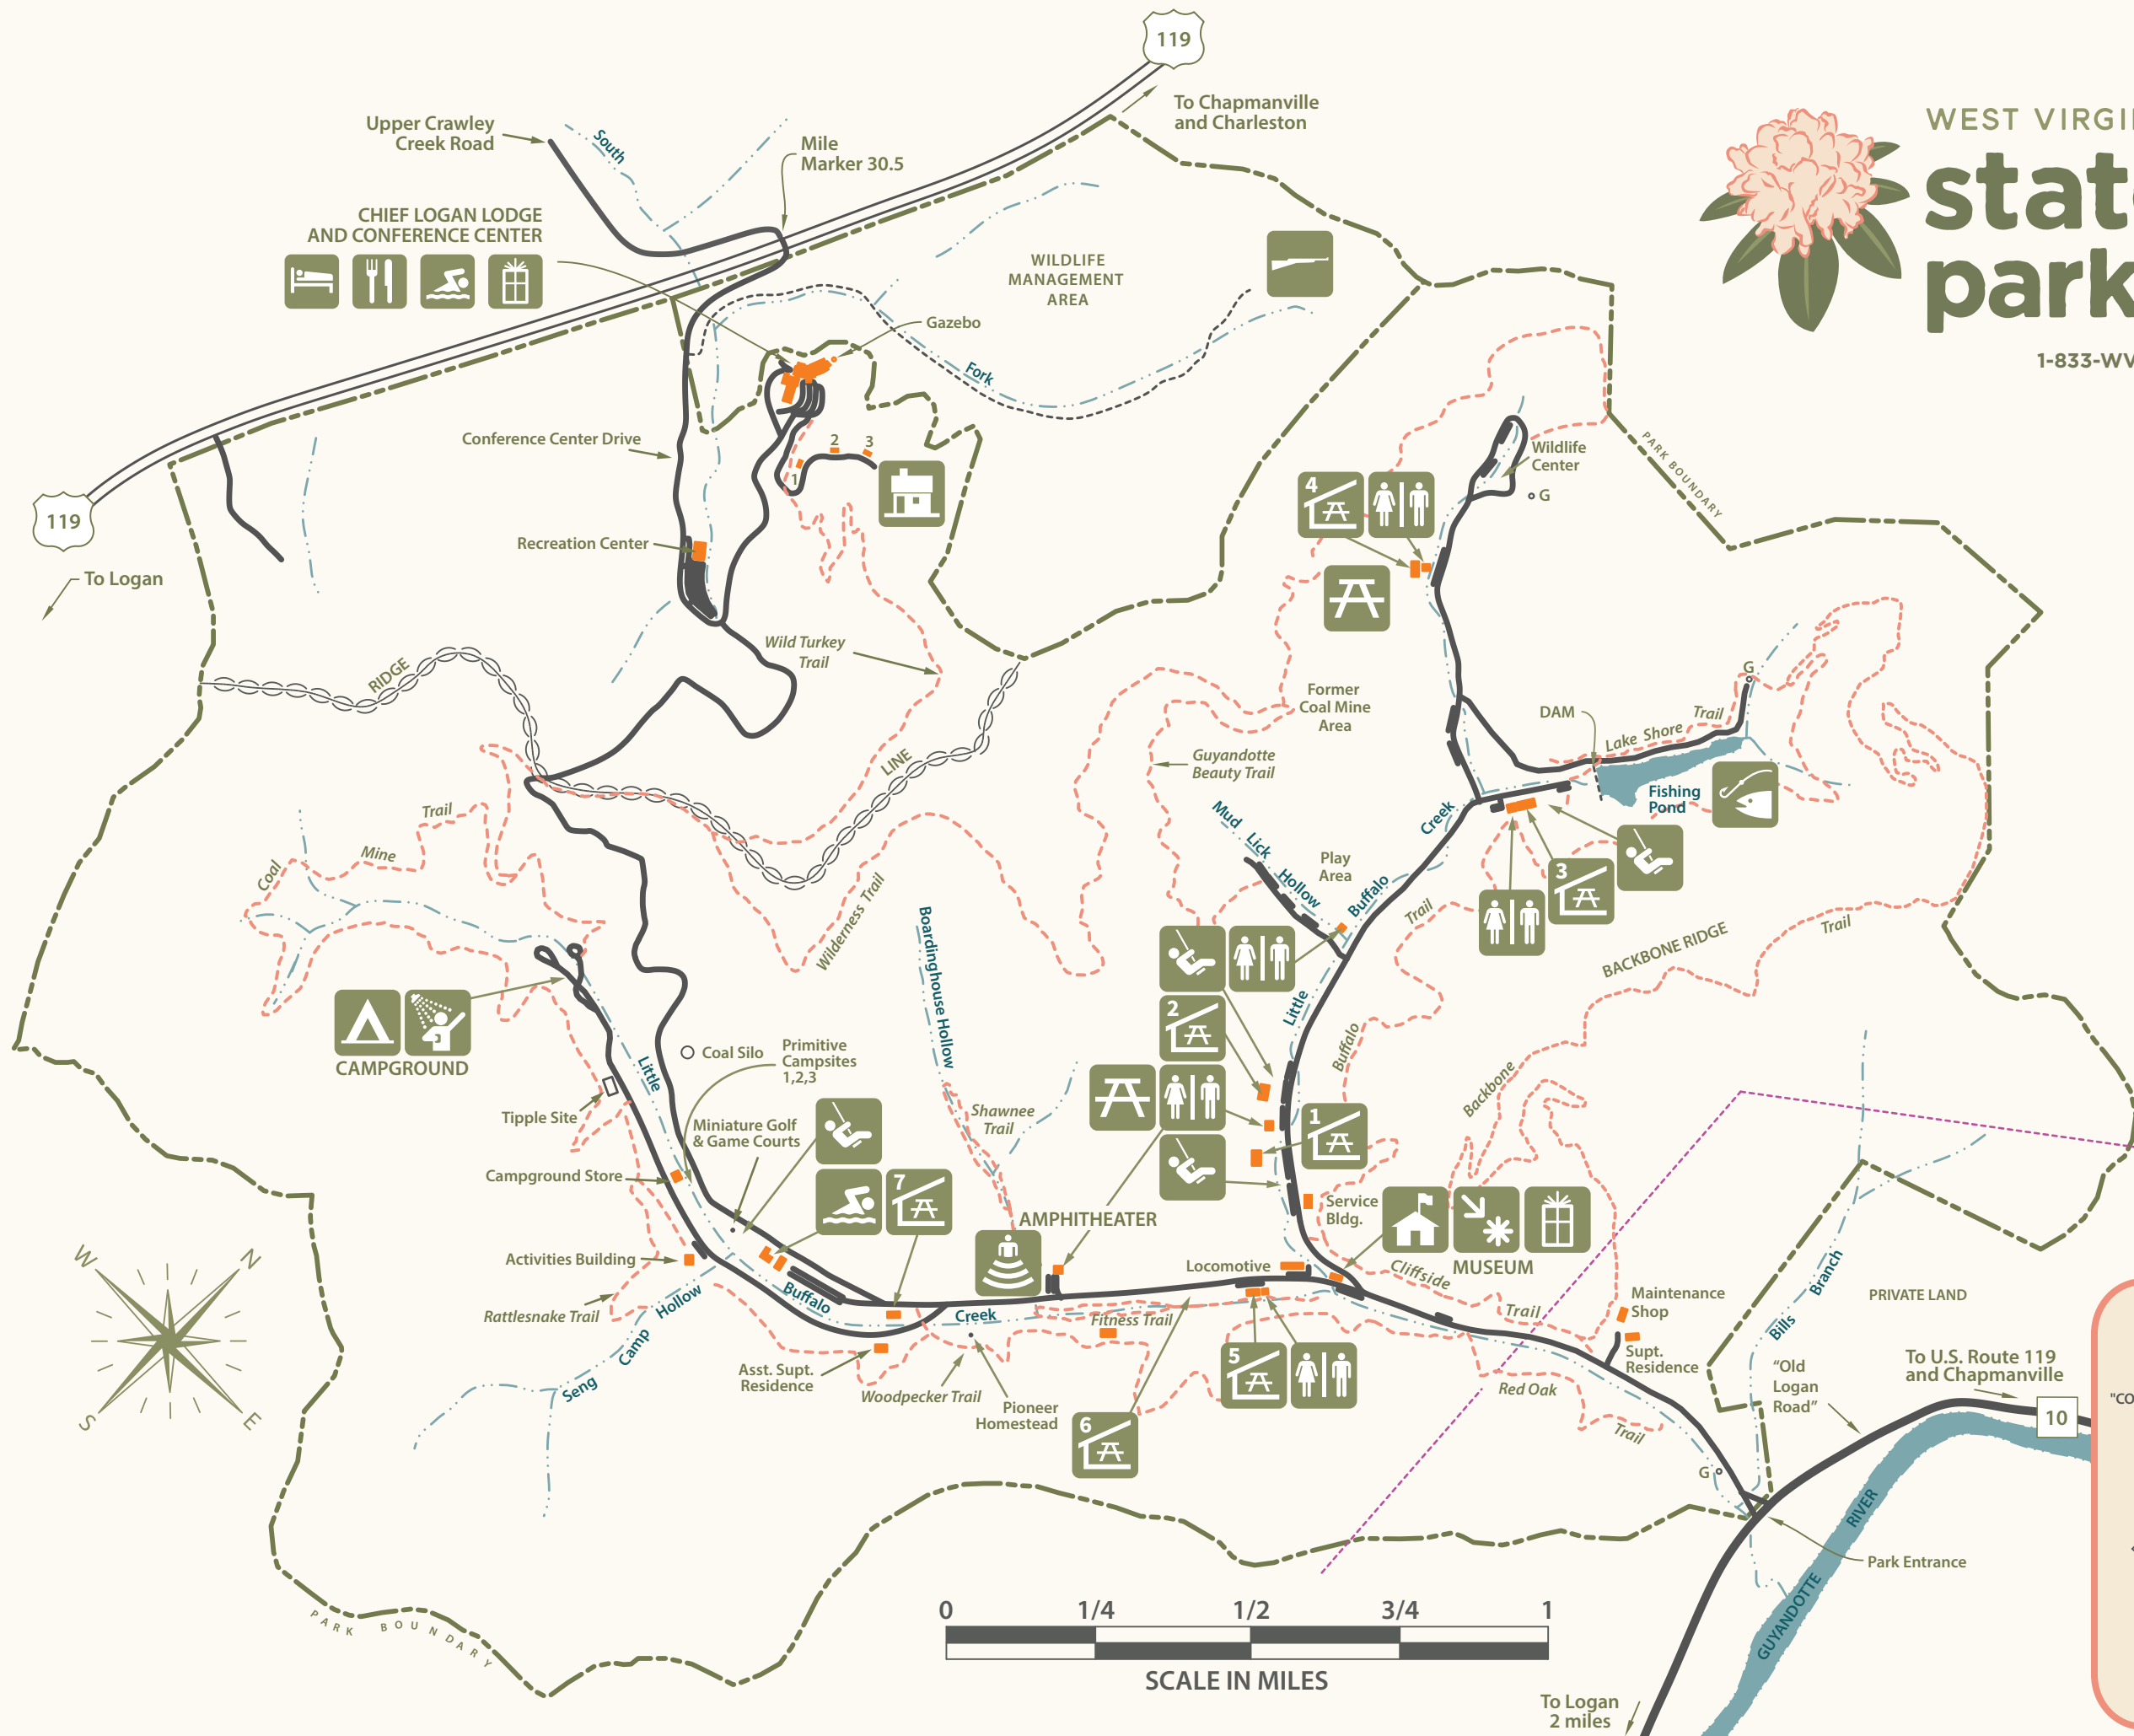 119
To Chapmanville
and Charleston
Upper Crawley
Creek Road
South
Mile
Marker 30.5
WEST VIRGI
stat
park
1-833-WV
CHIEF LOGAN LODGE
AND CONFERENCE CENTER
WILDLIFE
MANAGEMENT
AREA
Gazebo
Fork
Conference Center Drive
1
2
3
Wildlife
Center
G
PARK BOUNDARY
4
119
To Logan
Recreation Center
Wild Turkey
Trail
RIDGE
LINE
Former
Coal Mine
Area
Guyandotte
Beauty Trail
DAM
Lake Shore Trail
G
Fishing
Pond
Coal Mine Trail
Wilderness Trail
Mud Lick Hollow
Play
Area
Buffalo
Creek
3
Trail
BACKBONE RIDGE
Trail
Boardinghouse Hollow
Little
2
Buffalo
Backbone
CAMPGROUND
Coal Silo
Little
Primitive
Campsites
1,2,3
Tipple Site
Miniature Golf
& Game Courts
Shawnee
Trail
1
Campground Store
7
AMPHITHEATER
Service
Bldg.
MUSEUM
Activities Building
Locomotive
Cliffside
Trail
Maintenance
Shop
Bills
Branch
PRIVATE LAND
Rattlesnake Trail
Seng Camp Hollow
Buffalo
Creek
Fitness Trail
Supt.
Residence
Asst. Supt.
Residence
Woodpecker Trail
Pioneer
Homestead
5
6
Red Oak
Trail
"Old
Logan
Road"
To U.S. Route 119
and Chapmanville
10
"CO
W
N
S
E
G
GUYANDOTTE RIVER
Park Entrance
PARK BOUNDARY
0 1/4 1/2 3/4 1
SCALE IN MILES
To Logan
2 miles